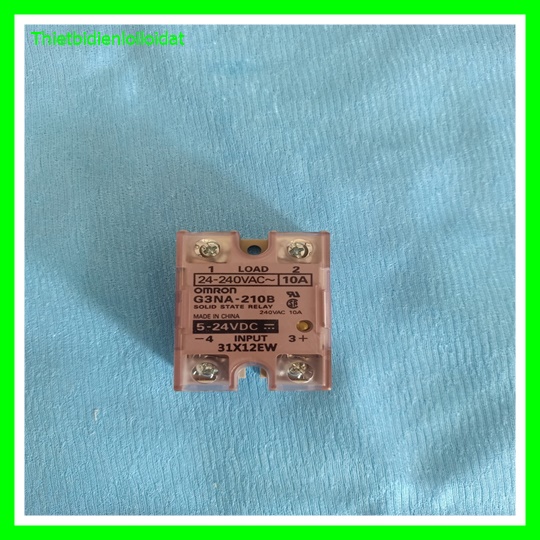 Thietbidienloiloidat
1 LOAD 2
24-240VAC~ 10A
OMRON
G3NA-210B
SOLID STATE RELAY
240VAC 10A
MADE IN CHINA
5-24VDC
-4 INPUT 3+
31X12EW